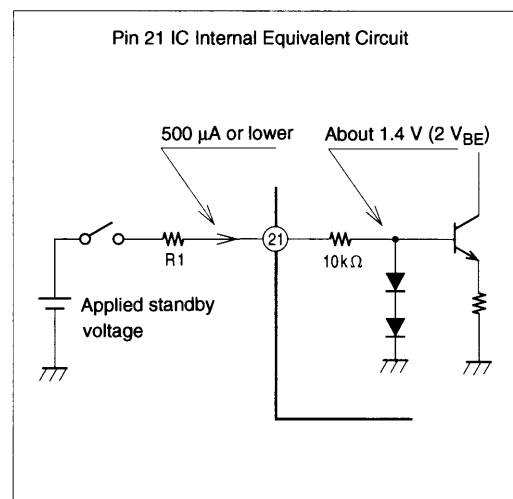 Pin 21 IC Internal Equivalent Circuit
500 µA or lower
About 1.4 V (2 VBE)
21
R1
10kΩ
Applied standby
voltage